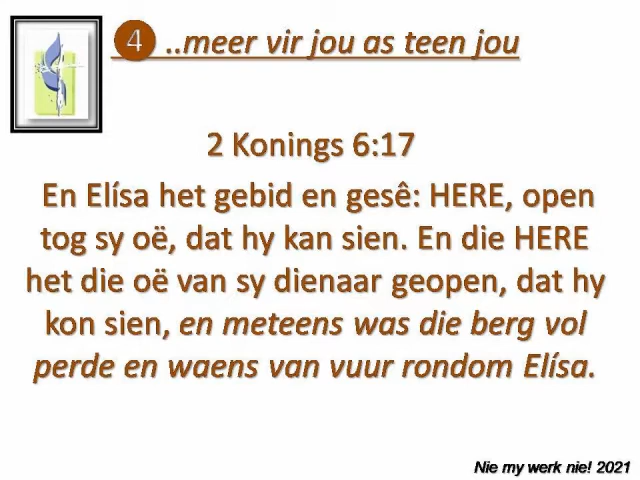 4 ..meer vir jou as teen jou
2 Konings 6:17
En Elísa het gebid en gesê: HERE, open
tog sy oë, dat hy kan sien. En die HERE
het die oë van sy dienaar geopen, dat hy
kon sien, en meteens was die berg vol
perde en waens van vuur rondom Elísa.
Nie my werk nie! 2021